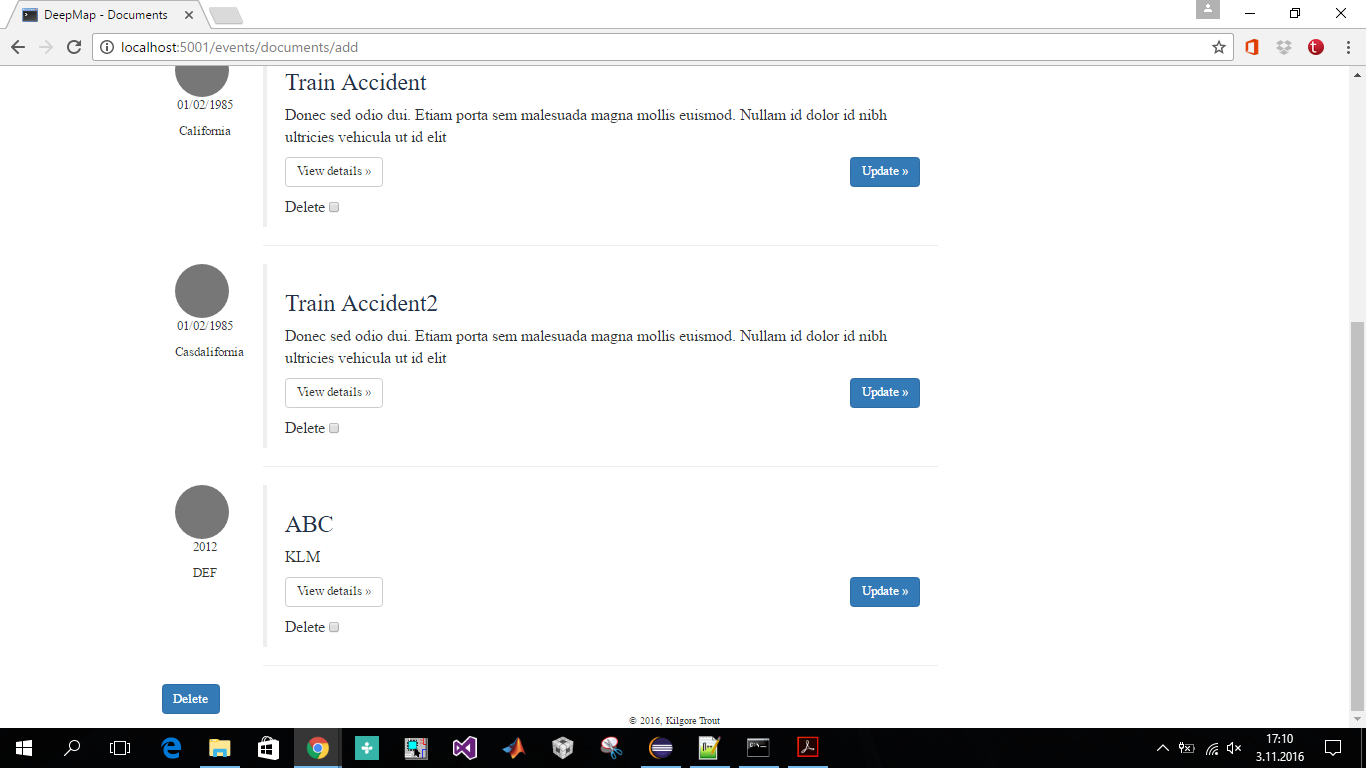 DeepMap - Documents
localhost:5001/events/documents/add
Train Accident
01/02/1985
California
Donec sed odio dui. Etiam porta sem malesuada magna mollis euismod. Nullam id dolor id nibh
ultricies vehicula ut id elit
View details »
Update »
Delete
Train Accident2
01/02/1985
Casdalifornia
Donec sed odio dui. Etiam porta sem malesuada magna mollis euismod. Nullam id dolor id nibh
ultricies vehicula ut id elit
View details »
Update »
Delete
ABC
2012
DEF
KLM
View details »
Update »
Delete
Delete
© 2016, Kilgore Trout
17:10
3.11.2016